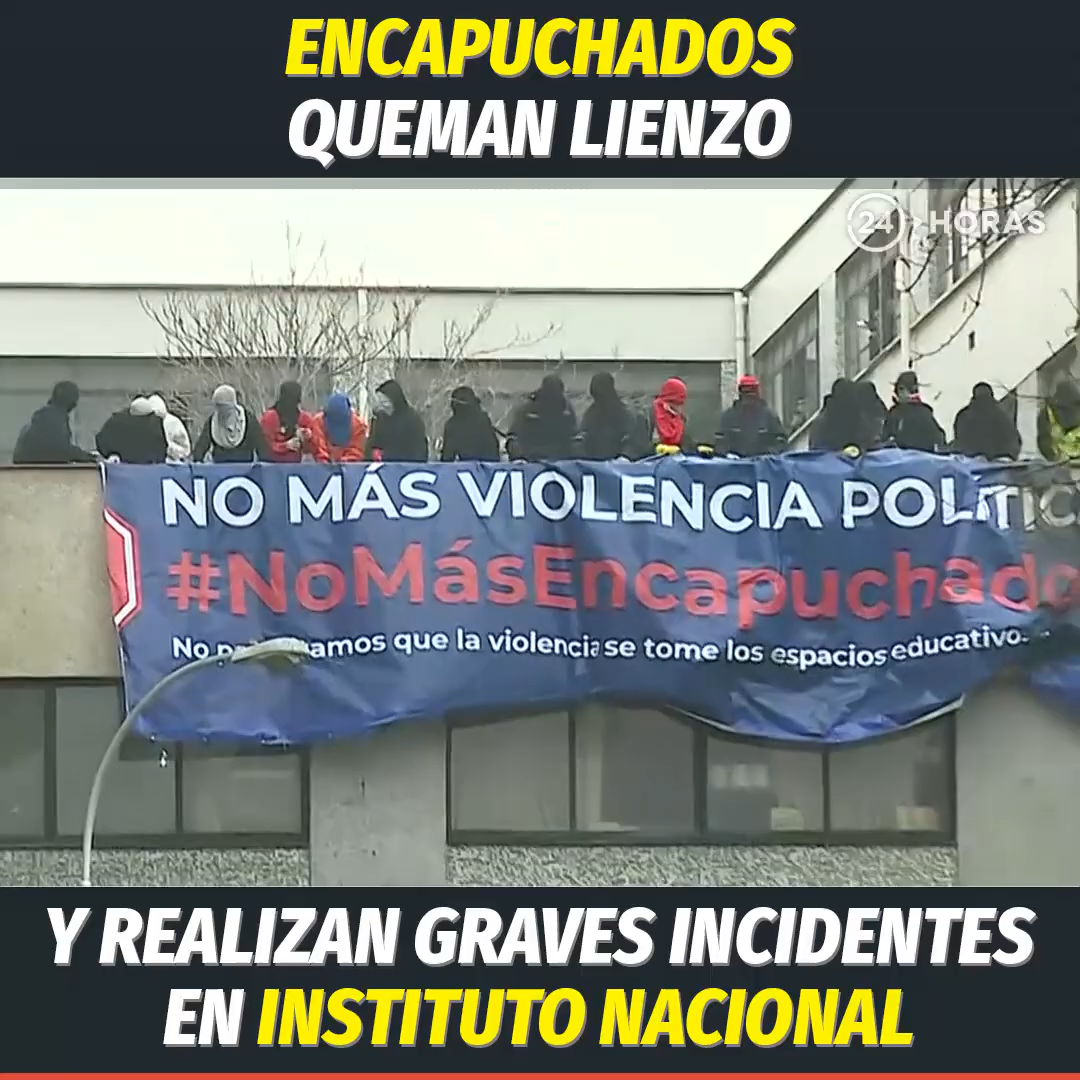 ENCAPUCHADOS
QUEMAN LIENZO
24 HORAS
NO MÁS VIOLENCIA POLÍTIC
#NoMásEncapuchado
No amos que la violencia se tome los espacios educativo
Y REALIZAN GRAVES INCIDENTES
EN INSTITUTO NACIONAL